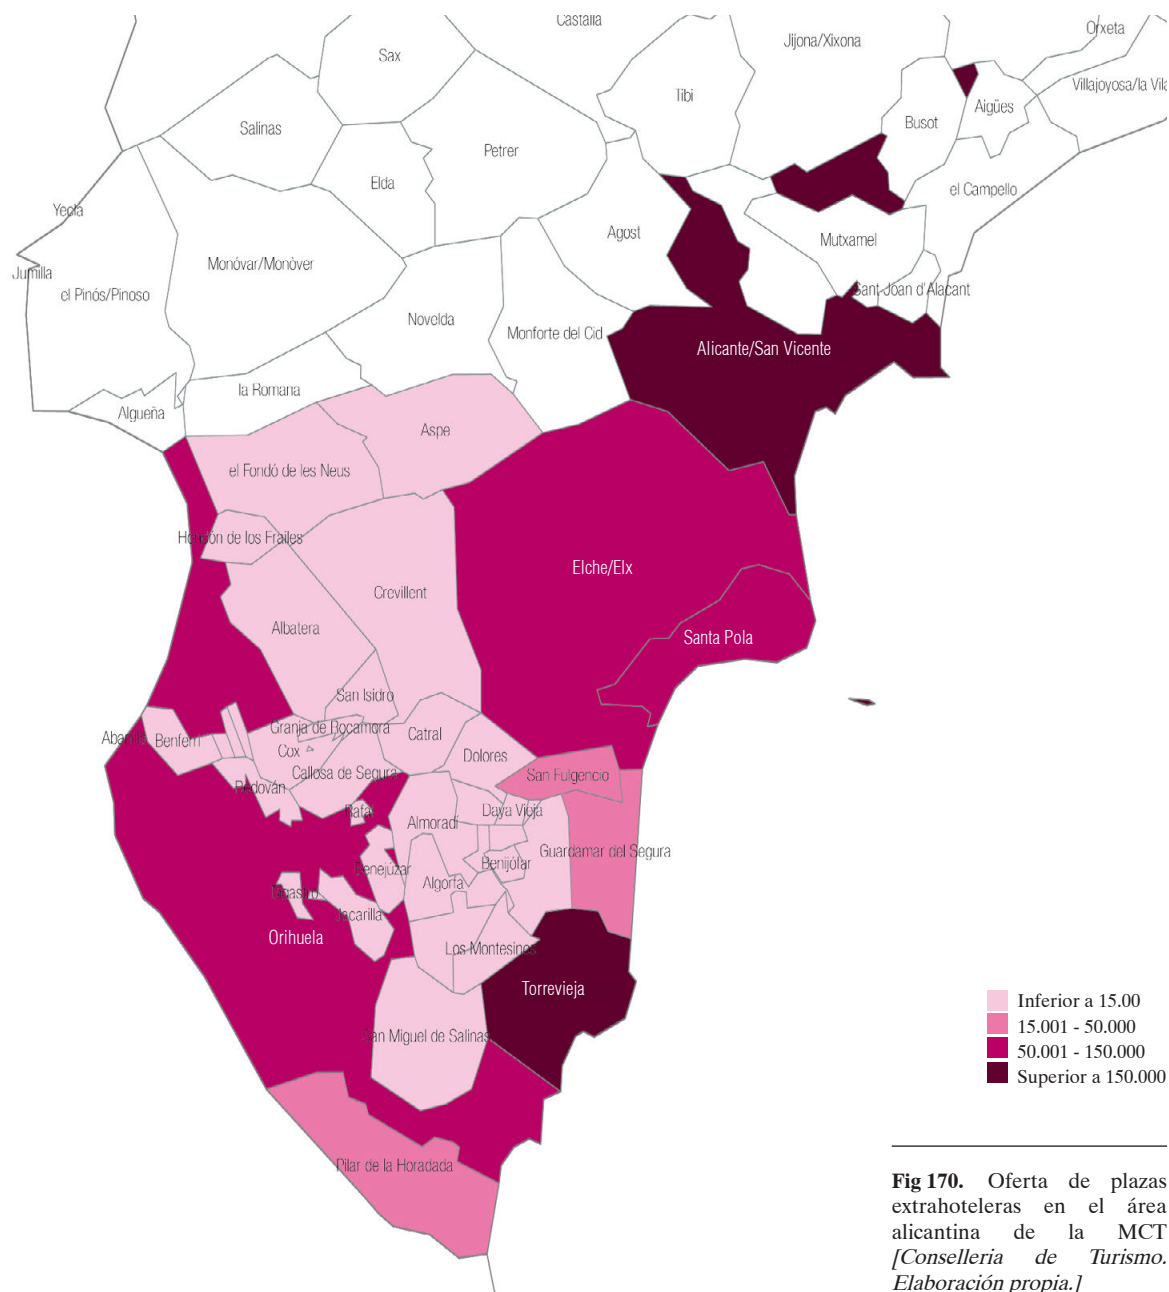 Castalla
Orxeta
Jijona/Xixona
Sax
Villajoyosa/la Vila
Tibi
Aigües
Busot
Salinas
Petrer
Elda
el Campello
Yecla
Agost
Mutxamel
Monóvar/Monòver
Jumilla
Sant Joan d'Alacant
el Pinós/Pinoso
Novelda
Monforte del Cid
Alicante/San Vicente
la Romana
Algueña
Aspe
el Fondó de les Neus
Hondón de los Frailes
Elche/Elx
Crevillent
Albatera
Santa Pola
San Isidro
Granja de Rocamora
Catral
Abanilla
Benferri
Cox
Dolores
Callosa de Segura
San Fulgencio
Redován
Rafal
Daya Vieja
Almoradí
Guardamar del Segura
Benijófar
Benejúzar
Algorfa
Bigastro
Jacarilla
Orihuela
Los Montesinos
Torrevieja
San Miguel de Salinas
Pilar de la Horadada
Inferior a 15.00
15.001 - 50.000
50.001 - 150.000
Superior a 150.000
Fig 170. Oferta de plazas
extrahoteleras en el área
alicantina de la MCT
[Conselleria de Turismo.
Elaboración propia.]